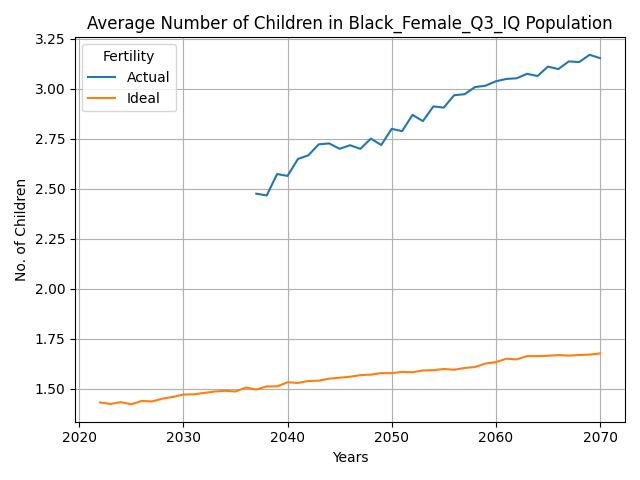 Average Number of Children in Black_Female_Q3_IQ Population
3.25
3.00
2.75
2.50
2.25
2.00
1.75
1.50
No. of Children
Fertility
Actual
Ideal
2020 2030 2040 2050 2060 2070
Years